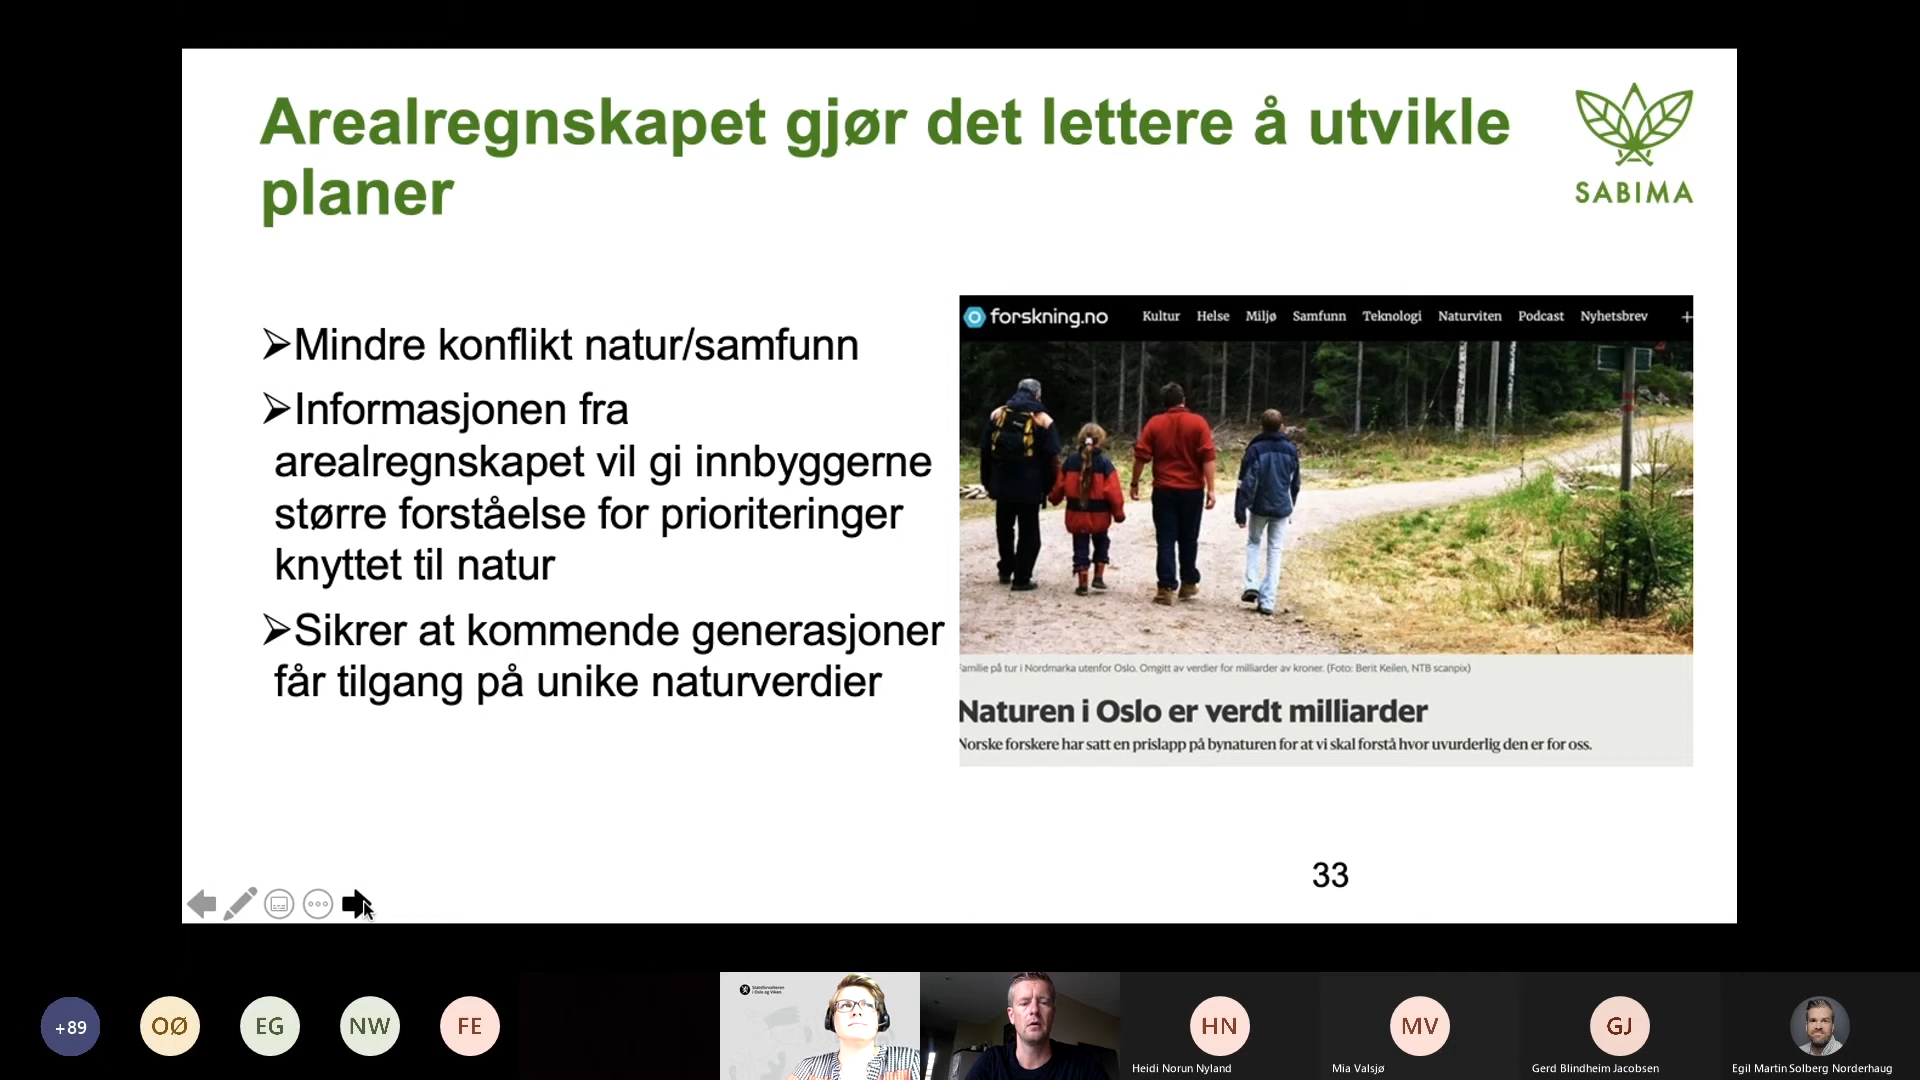 Arealregnskapet gjør det lettere å utvikle
planer
SABIMA
➢Mindre konflikt natur/samfunn
➢Informasjonen fra
arealregnskapet vil gi innbyggerne
større forståelse for prioriteringer
knyttet til natur
➢Sikrer at kommende generasjoner
får tilgang på unike naturverdier
forskning.no Kultur Helse Miljø Samfunn Teknologi Naturviten Podcast Nyhetsbrev +
amilie på tur i Nordmarka utenfor Oslo. Omgitt av verdier for milliarder av kroner. (Foto: Berit Keilen, NTB scanpix)
Naturen i Oslo er verdt milliarder
Norske forskere har satt en prislapp på bynaturen for at vi skal forstå hvor uvurderlig den er for oss.
33
+89 OØ EG NW FE
Statsforvalteren
i Oslo og Viken
HN MV GJ
Heidi Norun Nyland
Mia Valsjø
Gerd Blindheim Jacobsen
Egil Martin Solberg Norderhaug